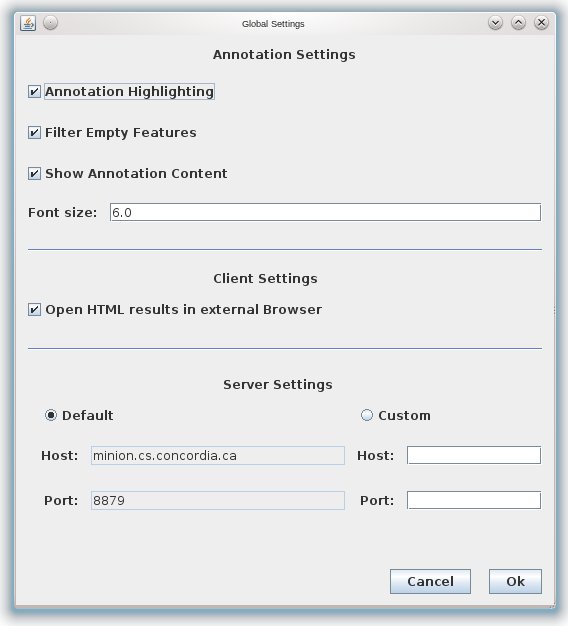 Global Settings
Annotation Settings
Annotation Highlighting
Filter Empty Features
Show Annotation Content
Font size: 6.0
Client Settings
Open HTML results in external Browser
Server Settings
Default Custom
Host: minion.cs.concordia.ca Host:
Port: 8879 Port:
Cancel Ok